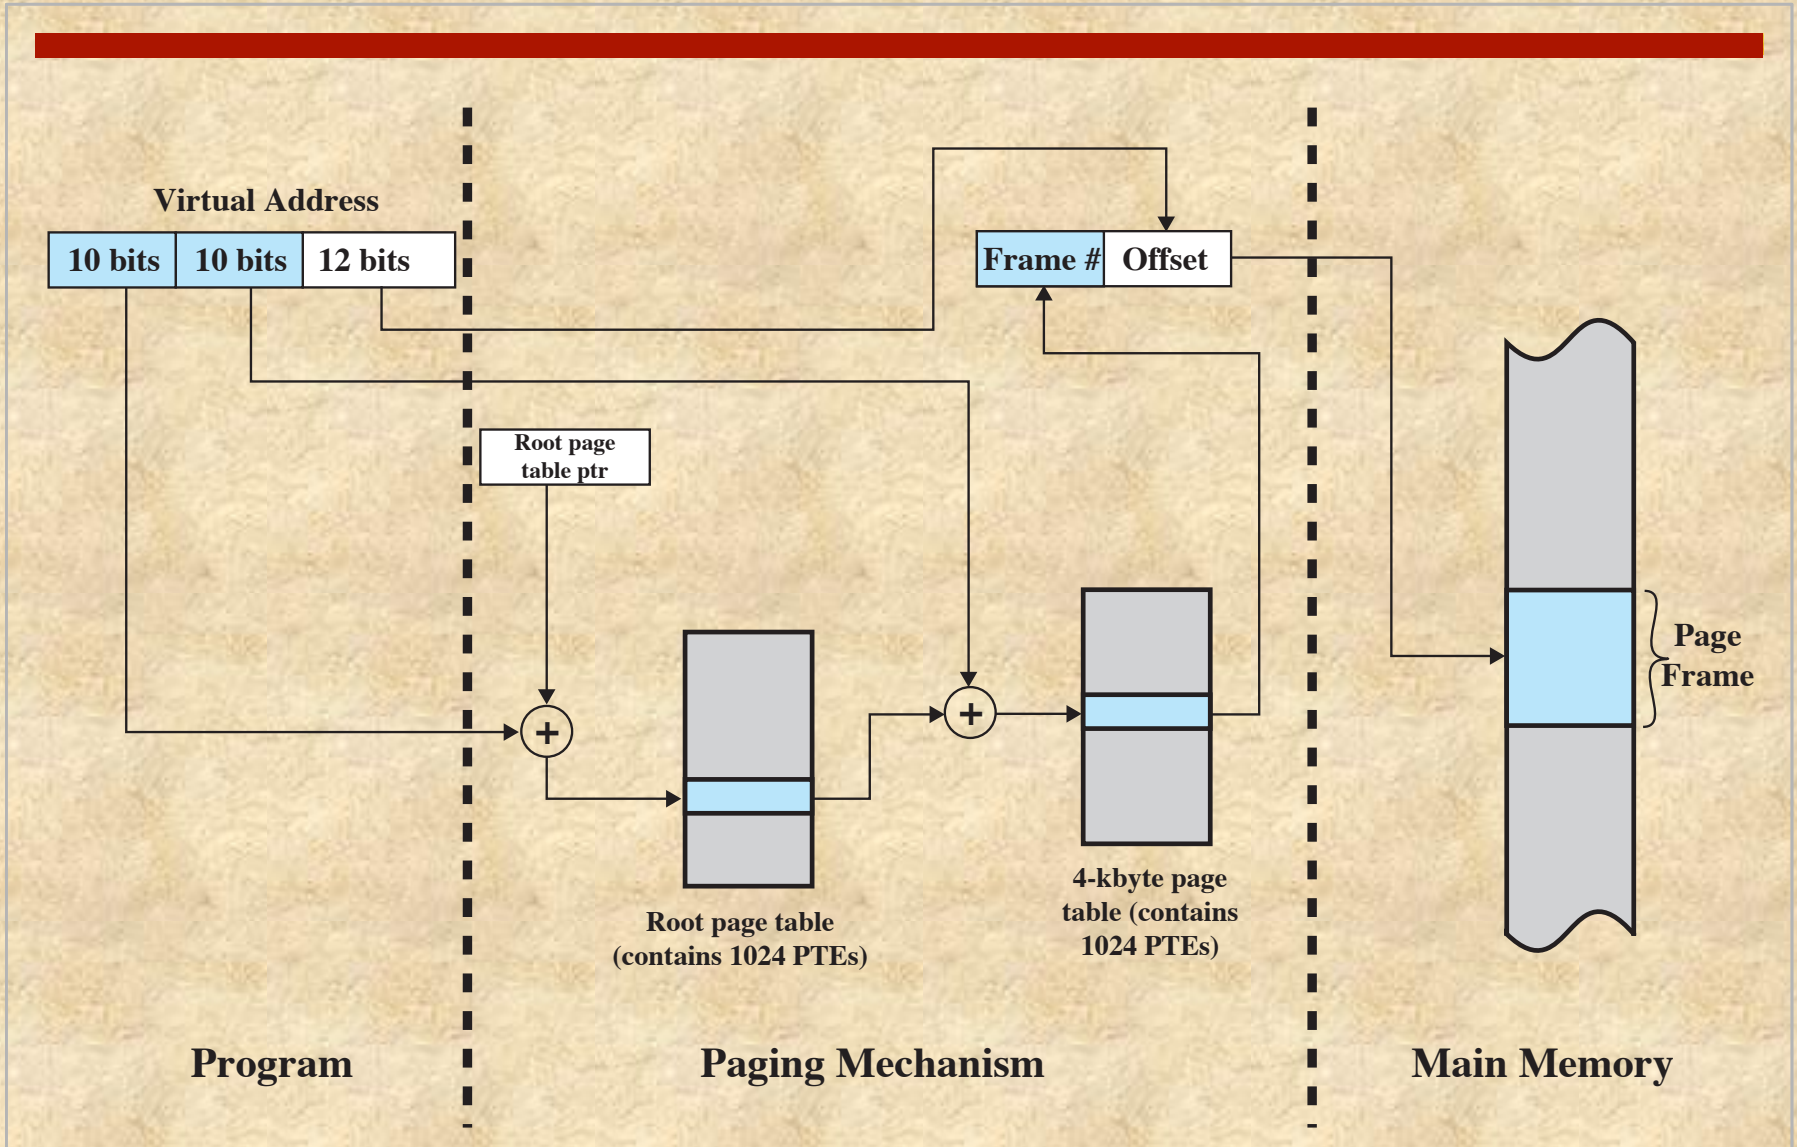 Virtual Address
10 bits
10 bits
12 bits
Frame #
Offset
Root page
table ptr
+
+
Page
Frame
Root page table
(contains 1024 PTEs)
4-kbyte page
table (contains
1024 PTEs)
Program
Paging Mechanism
Main Memory